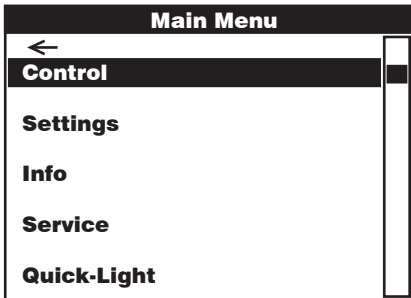 Main Menu
Control
Settings
Info
Service
Quick-Light